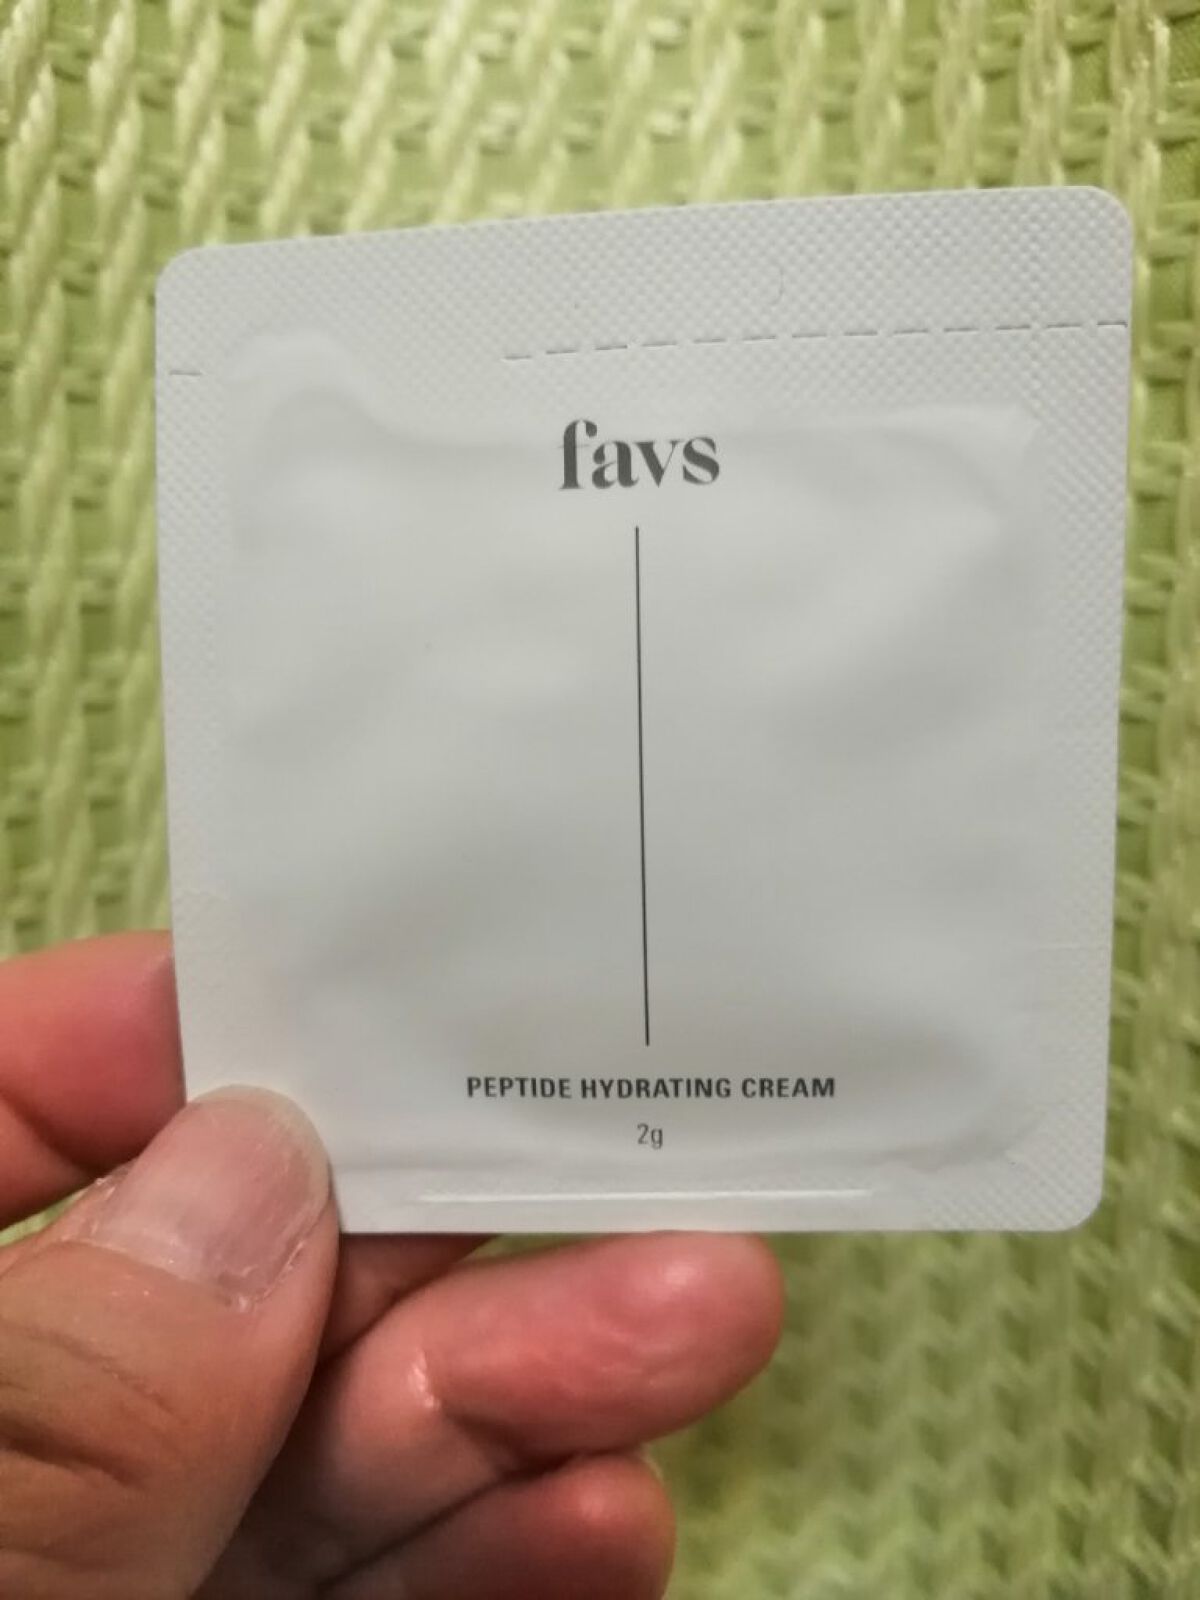 favs
PEPTIDE HYDRATING CREAM
2g